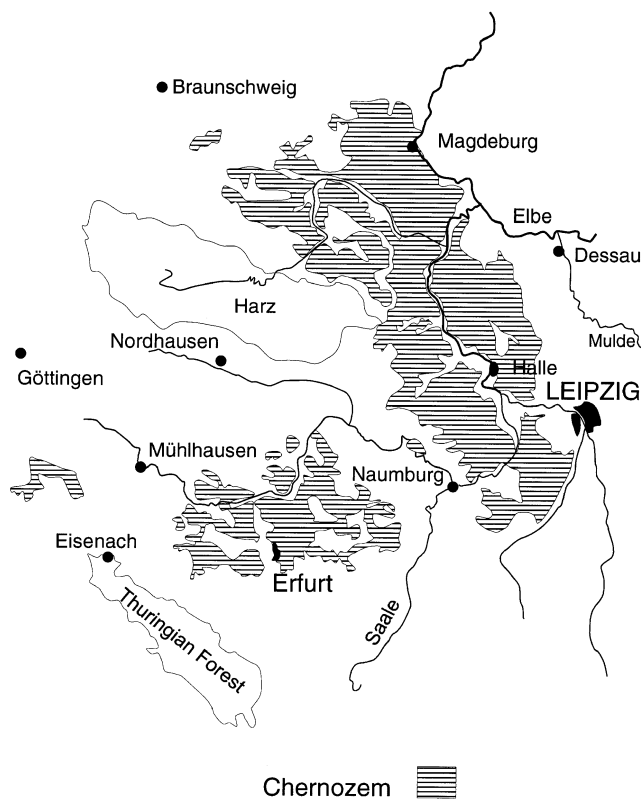 Braunschweig
Magdeburg
Elbe
Dessau
Harz
Mulde
Nordhausen
Göttingen
Halle
LEIPZIG
Mühlhausen
Naumburg
Eisenach
Erfurt
Thuringian Forest
Saale
Chernozem